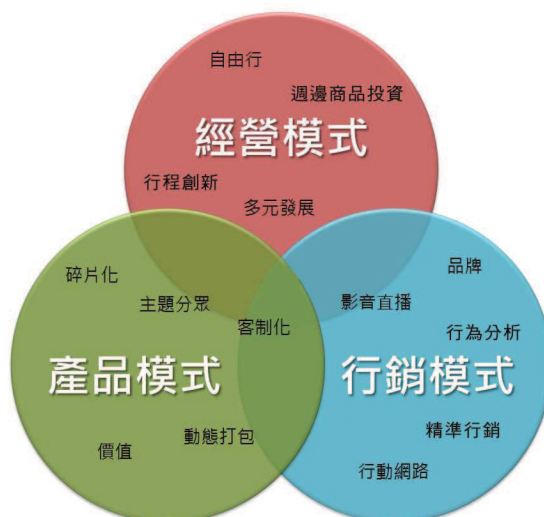 自由行
週邊商品投資
經營模式
行程創新
多元發展
碎片化
主題分眾
客制化
產品模式
價值
動態打包
品牌
影音直播
行為分析
行銷模式
精準行銷
行動網路